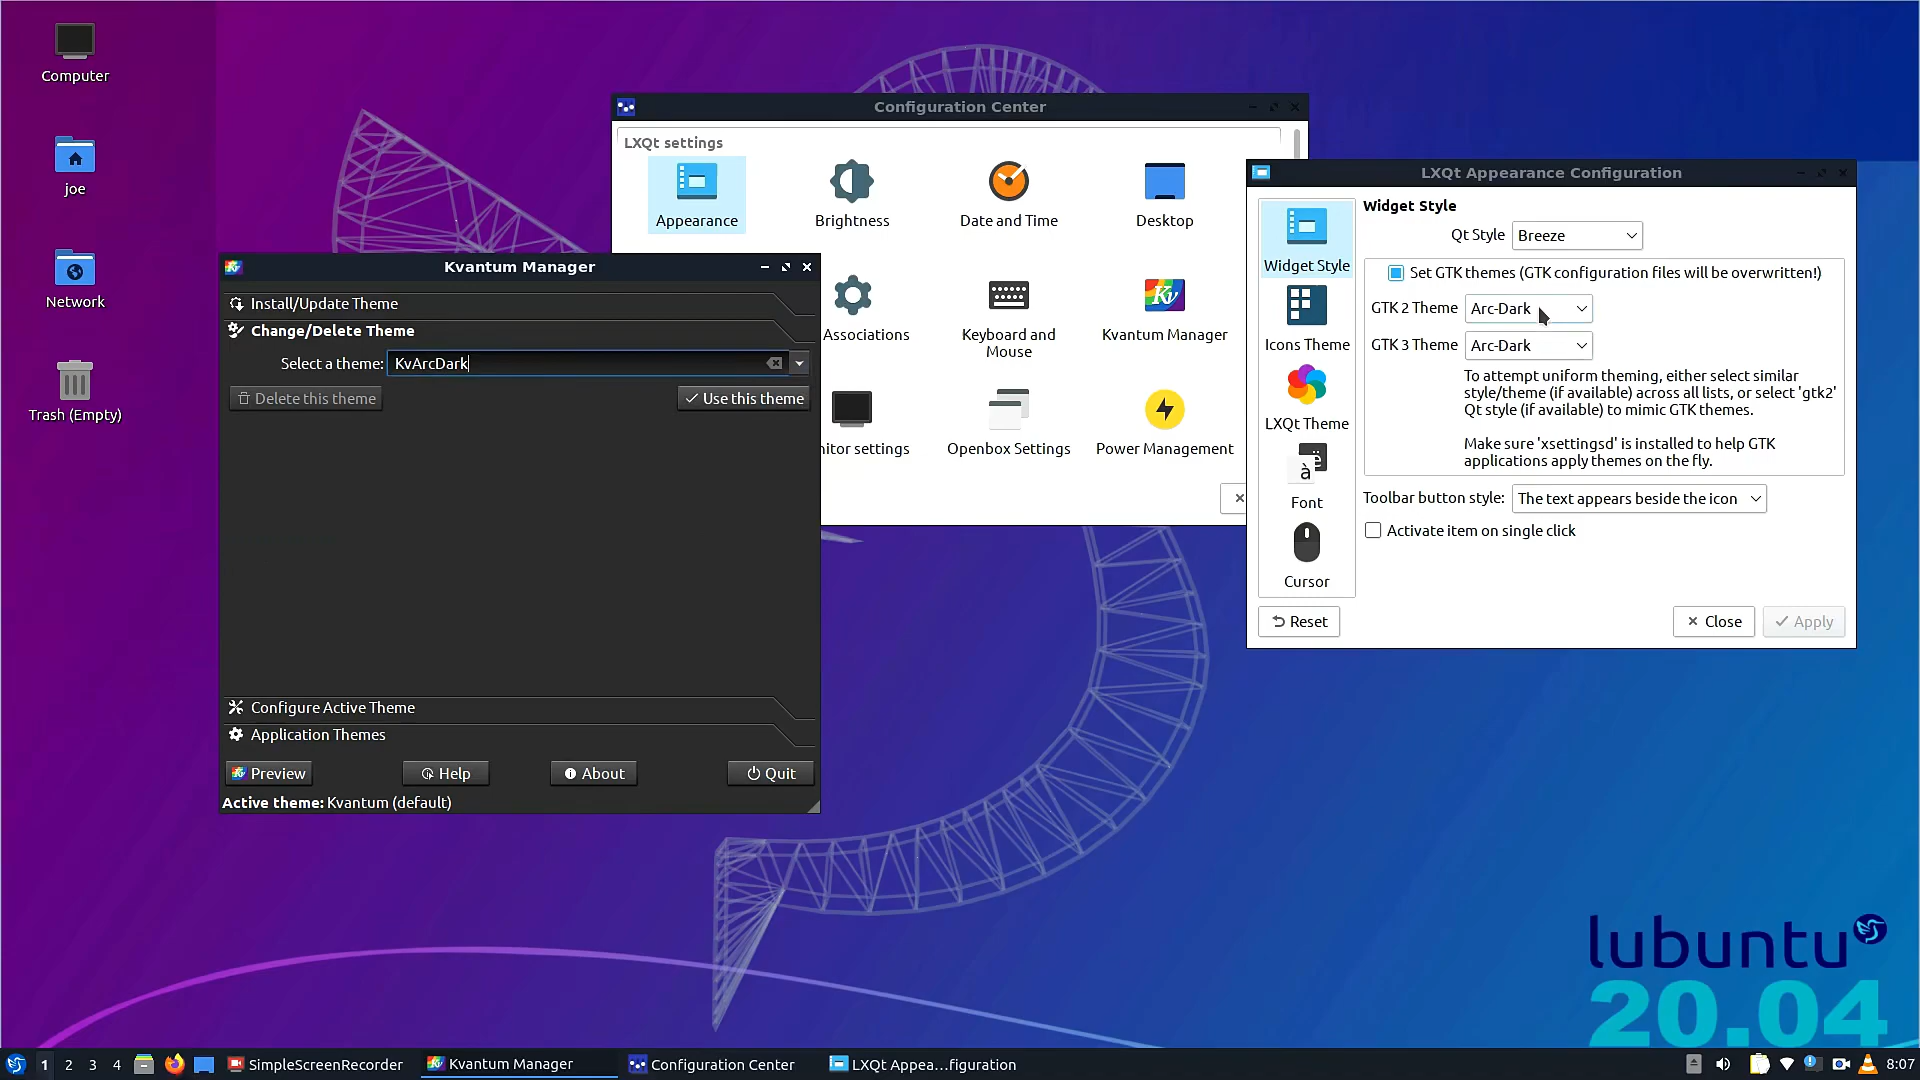 Computer
joe
Network
Trash (Empty)
Configuration Center
LXQt settings
Appearance
Brightness
Date and Time
Desktop
Associations
Keyboard and
Mouse
Kvantum Manager
nitor settings
Openbox Settings
Power Management
Kvantum Manager
Install/Update Theme
Change/Delete Theme
Select a theme: KvArcDark
Delete this theme
Use this theme
Configure Active Theme
Application Themes
Preview
Help
About
Quit
Active theme: Kvantum (default)
LXQt Appearance Configuration
Widget Style
Icons Theme
LXQt Theme
Font
Cursor
Widget Style
Qt Style Breeze
Set GTK themes (GTK configuration files will be overwritten!)
GTK 2 Theme Arc-Dark
GTK 3 Theme Arc-Dark
To attempt uniform theming, either select similar
style/theme (if available) across all lists, or select 'gtk2'
Qt style (if available) to mimic GTK themes.
Make sure 'xsettingsd' is installed to help GTK
applications apply themes on the fly.
Toolbar button style: The text appears beside the icon
Activate item on single click
Reset
Close
Apply
lubuntu
20.04
1 2 3 4
SimpleScreenRecorder
Kvantum Manager
Configuration Center
LXQt Appea...figuration
8:07